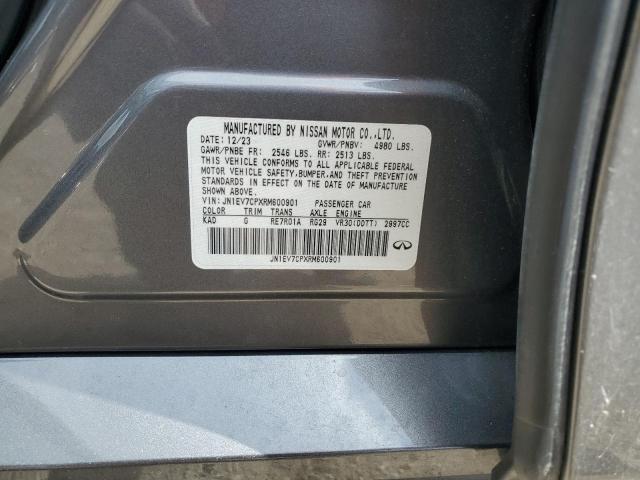 MANUFACTURED BY NISSAN MOTOR CO.,LTD.
DATE: 12/23 GVWR/PNBV: 4980 LBS.
GAWR/PNBE FR: 2546 LBS. RR: 2513 LBS.
THIS VEHICLE CONFORMS TO ALL APPLICABLE FEDERAL
MOTOR VEHICLE SAFETY,BUMPER,AND THEFT PREVENTION
STANDARDS IN EFFECT ON THE DATE OF MANUFACTURE
SHOWN ABOVE.
VIN: JN1EV7CPXRM600901 PASSENGER CAR
COLOR TRIM TRANS AXLE ENGINE
KAD G RE7R01A RG29 VR30(DDTT) 2997CC
JN1EV7CPXRM600901